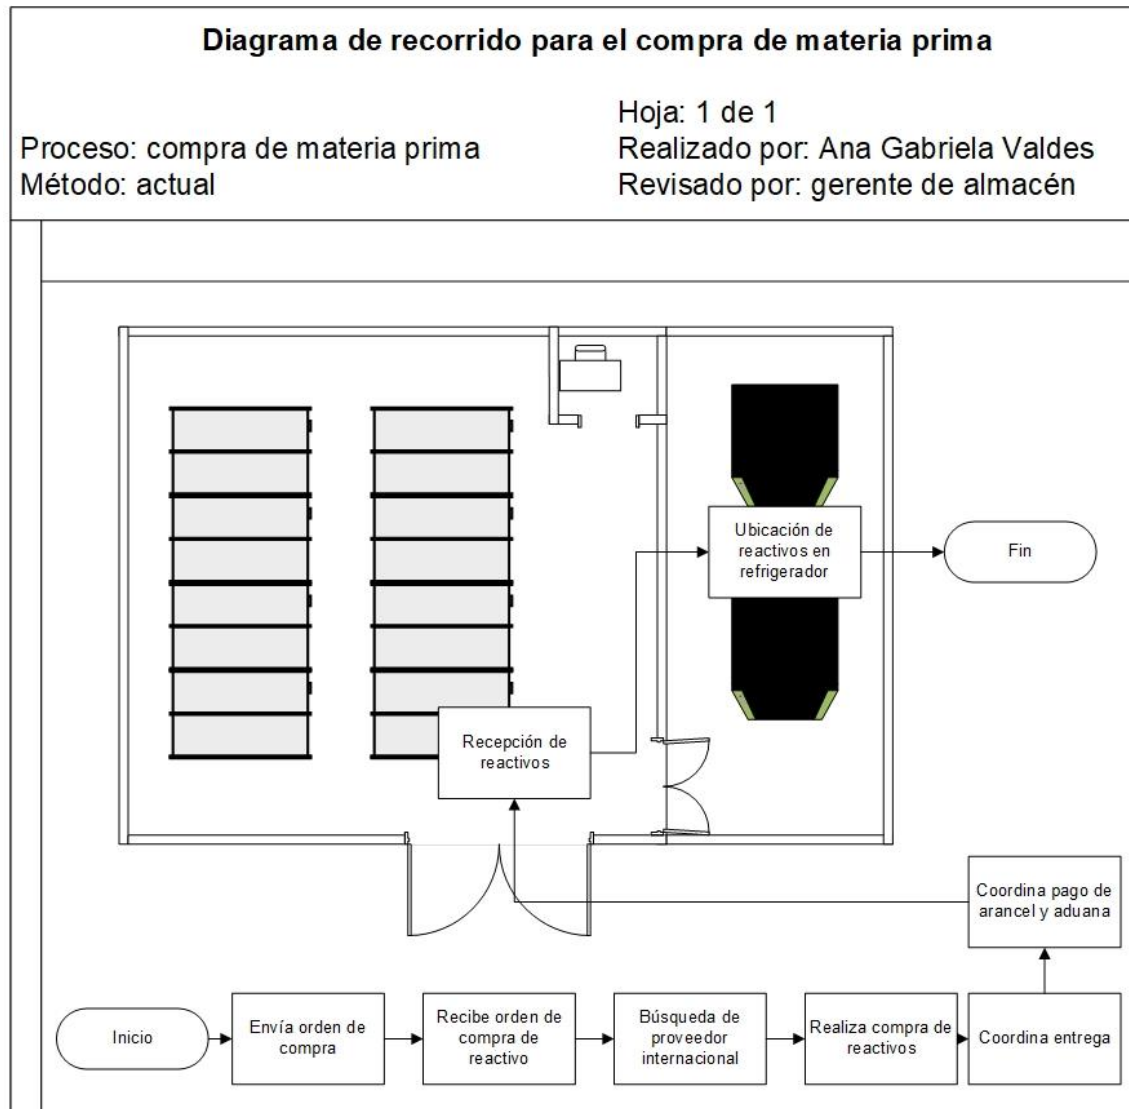 Diagrama de recorrido para el compra de materia prima
Hoja: 1 de 1
Proceso: compra de materia prima
Realizado por: Ana Gabriela Valdes
Método: actual
Revisado por: gerente de almacén
Ubicación de
reactivos en
refrigerador
Fin
Recepción de
reactivos
Coordina pago de
arancel y aduana
Inicio
Envía orden de
compra
Recibe orden de
compra de
reactivo
Búsqueda de
proveedor
internacional
Realiza compra de
reactivos
Coordina entrega